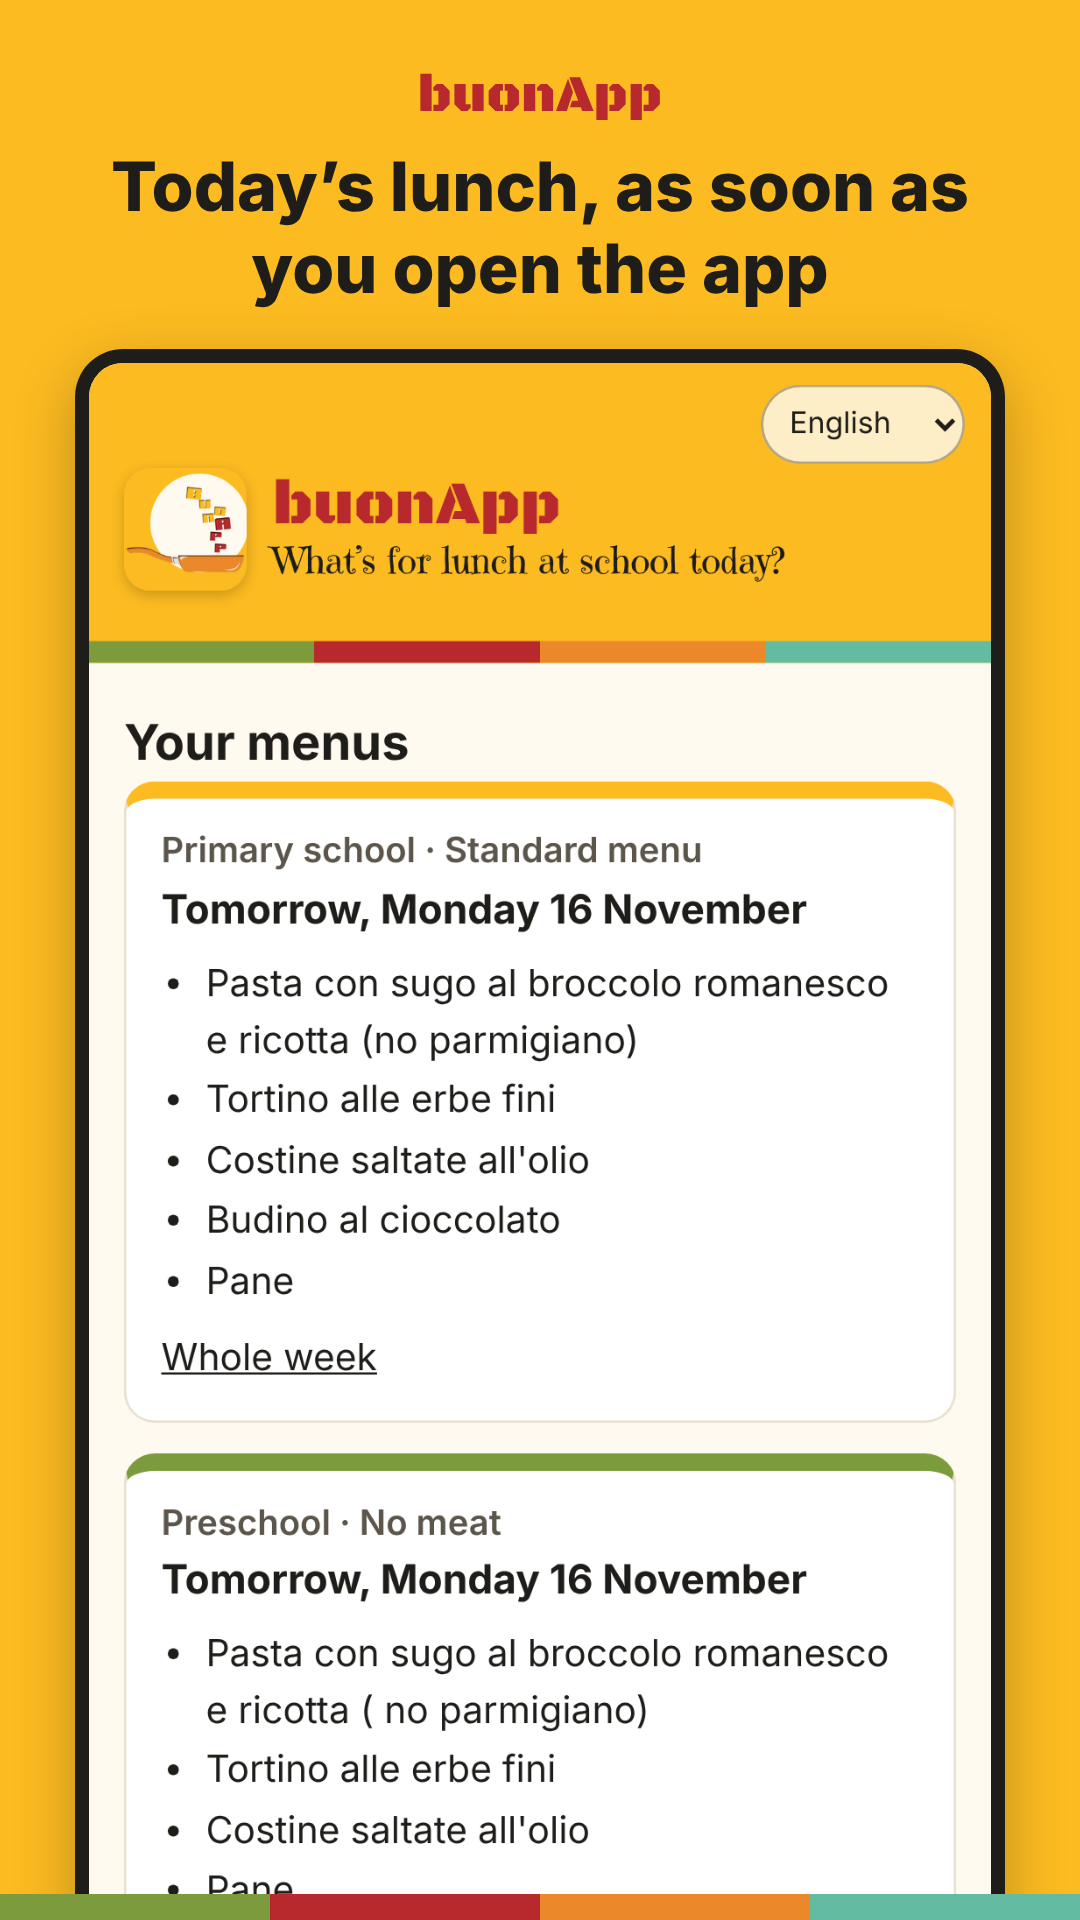 buonApp
Today’s lunch, as soon as
you open the app
English
buonApp
What’s for lunch at school today?
Your menus
Primary school · Standard menu
Tomorrow, Monday 16 November
• Pasta con sugo al broccolo romanesco
e ricotta (no parmigiano)
• Tortino alle erbe fini
• Costine saltate all'olio
• Budino al cioccolato
• Pane
Whole week
Preschool · No meat
Tomorrow, Monday 16 November
• Pasta con sugo al broccolo romanesco
e ricotta ( no parmigiano)
• Tortino alle erbe fini
• Costine saltate all'olio
• Pane